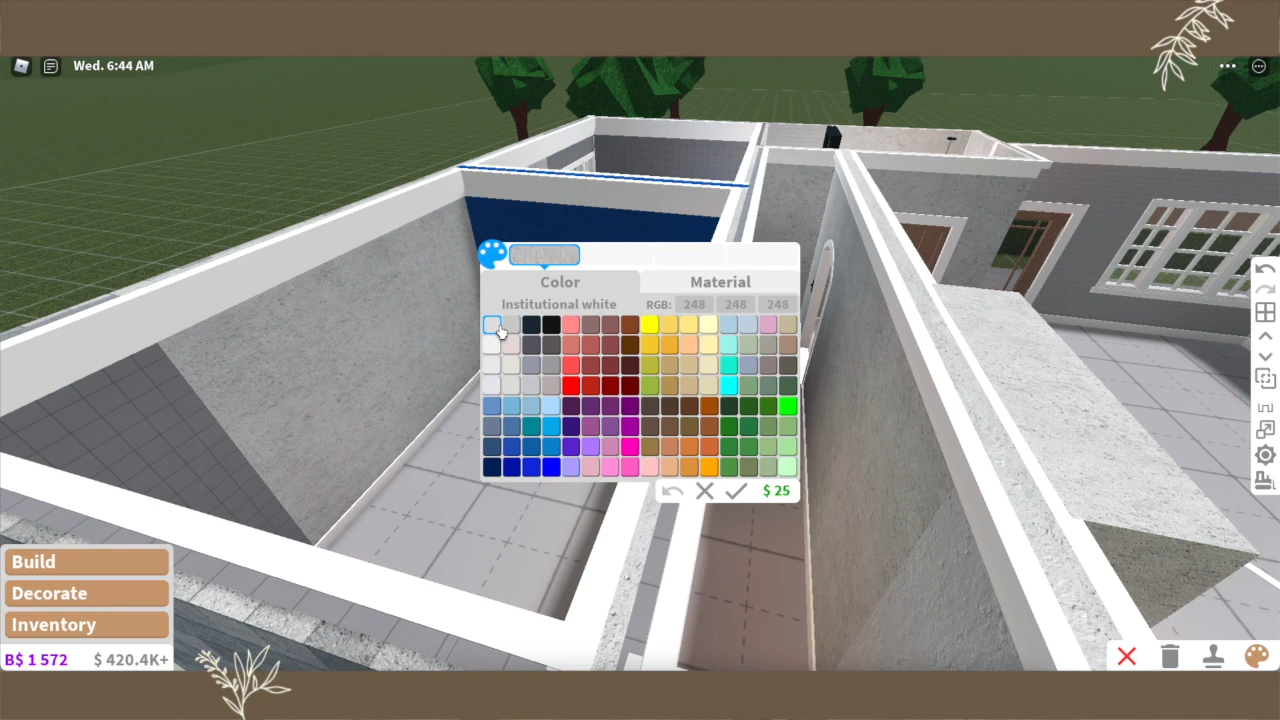 Wed. 6:44 AM
Color
Material
Institutional white
RGB: 248 248 248
$ 25
Build
Decorate
Inventory
B$ 1 572 $ 420.4K+